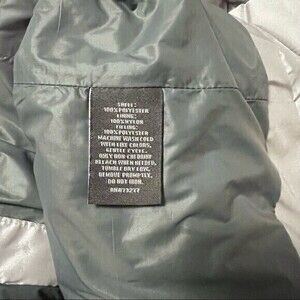 SHELL:
100% POLYESTER
LINING:
100% NYLON
FILLING:
100% POLYESTER
MACHINE WASH COLD
WITH LIKE COLORS,
GENTLE CYCLE.
ONLY NON-CHLORINE
BLEACH WHEN NEEDED.
TUMBLE DRY LOW,
REMOVE PROMPTLY.
DO NOT IRON.